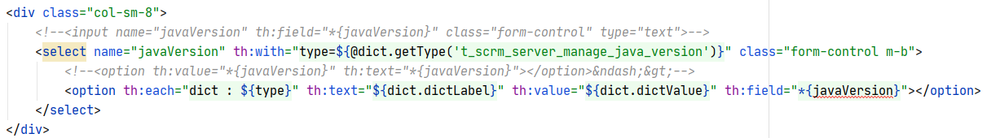 <div class="col-sm-8">
    <!--<input name="javaVersion" th:field="*{javaVersion}" class="form-control" type="text">-->
    <select name="javaVersion" th:with="type=${@dict.getType('t_scrm_server_manage_java_version')}" class="form-control m-b">
        <!--<option th:value="*{javaVersion}" th:text="*{javaVersion}"></option>&ndash;&gt;-->
        <option th:each="dict : ${type}" th:text="${dict.dictLabel}" th:value="${dict.dictValue}" th:field="*{javaVersion}"></option>
    </select>
</div>